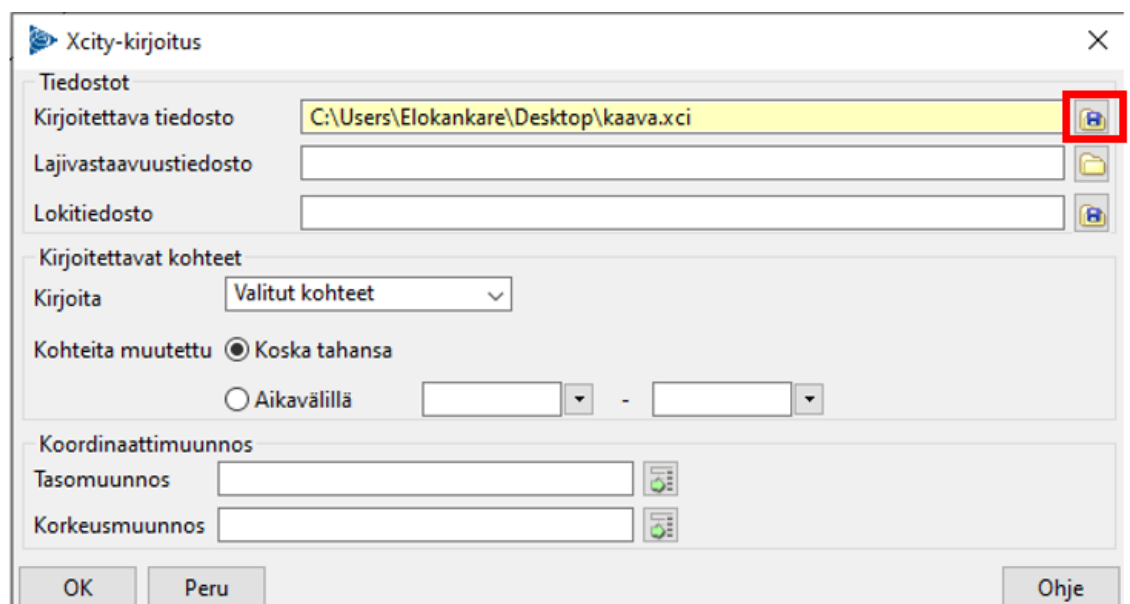 Xcity-kirjoitus
Tiedostot
Kirjoitettava tiedosto C:\Users\Elokankare\Desktop\kaava.xci
Lajivastaavuustiedosto
Lokitiedosto
Kirjoitettavat kohteet
Kirjoita Valitut kohteet
Kohteita muutettu Koska tahansa
Aikavälillä -
Koordinaattimuunnos
Tasomuunnos
Korkeusmuunnos
OK Peru Ohje